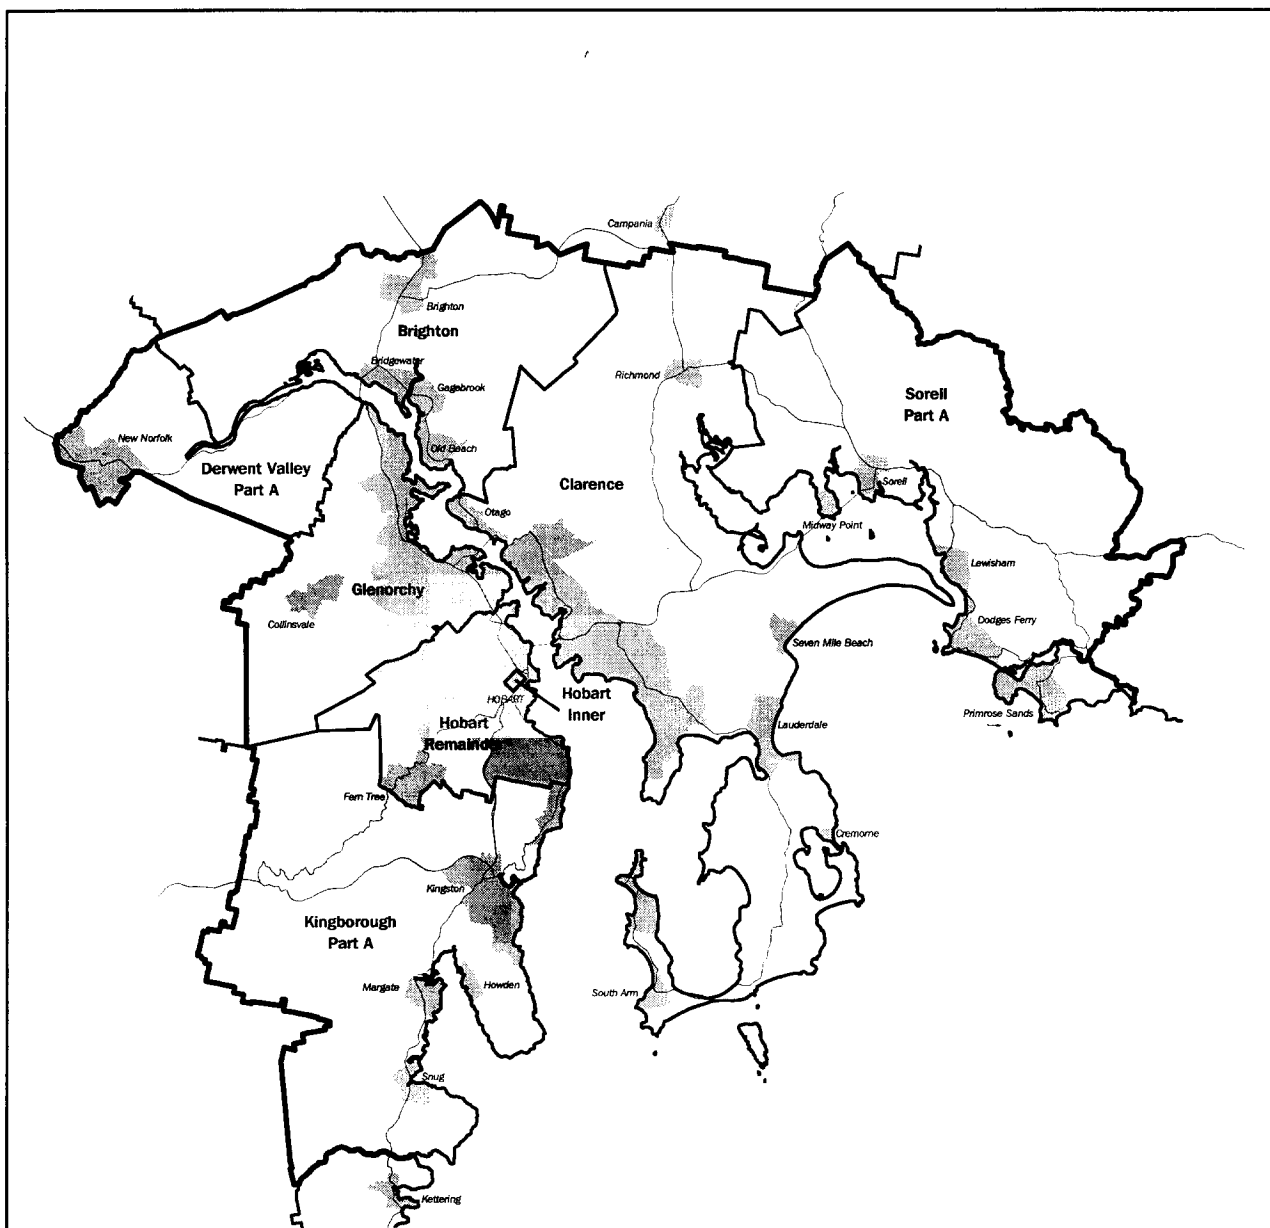 Campania
Brighton
Brighton
Bridgewater
Richmond
Gagebrook
Sorell
Part A
New Norfolk
Old Beach
Derwent Valley
Part A
Clarence
Sorell
Otago
Midway Point
Lewisham
Glenorchy
Collinsvale
Dodges Ferry
Seven Mile Beach
HOBART
Hobart
Inner
Primrose Sands
Hobart
Remainder
Lauderdale
Fern Tree
Cremorne
Kingston
Kingborough
Part A
Margate
Howden
South Arm
Snug
Kettering